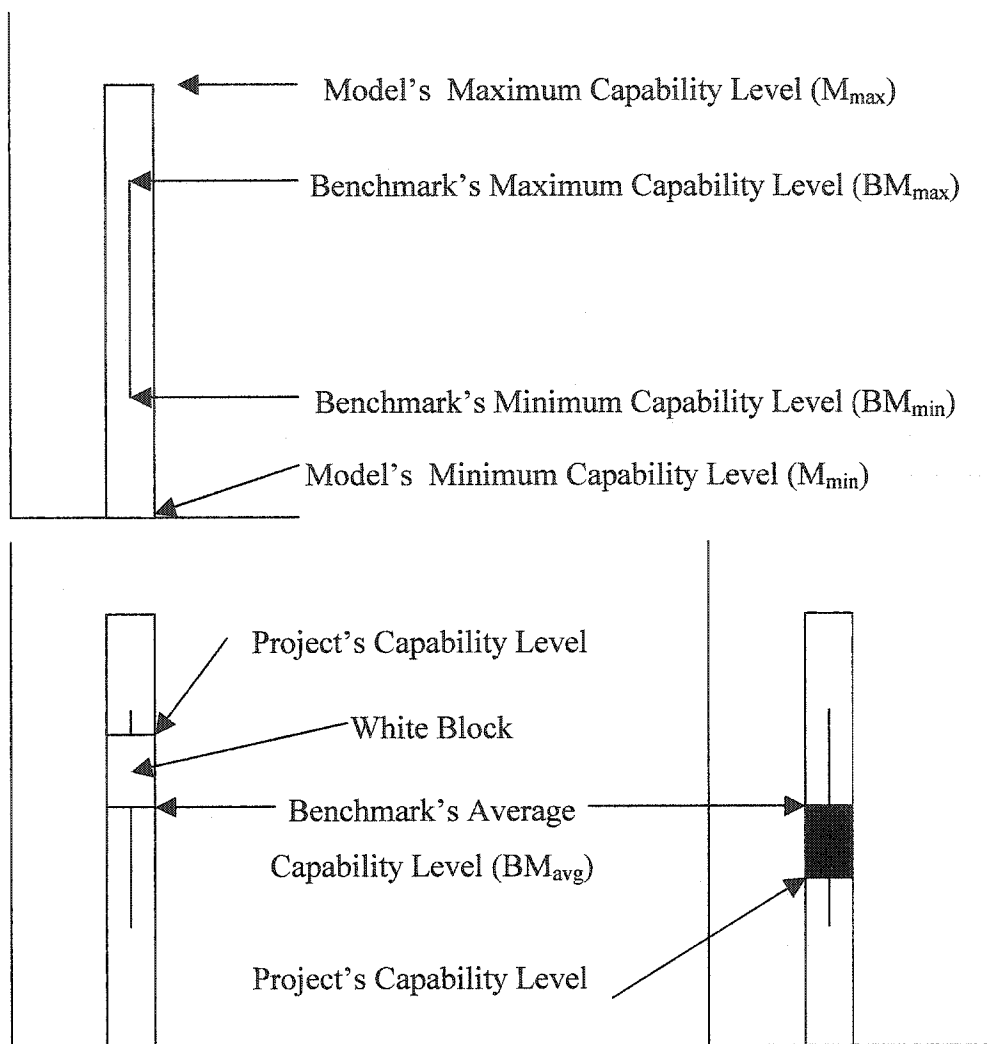 Model's Maximum Capability Level (Mmax)
Benchmark's Maximum Capability Level (BMmax)
Benchmark's Minimum Capability Level (BMmin)
Model's Minimum Capability Level (Mmin)
Project's Capability Level
White Block
Benchmark's Average
Capability Level (BMavg)
Project's Capability Level